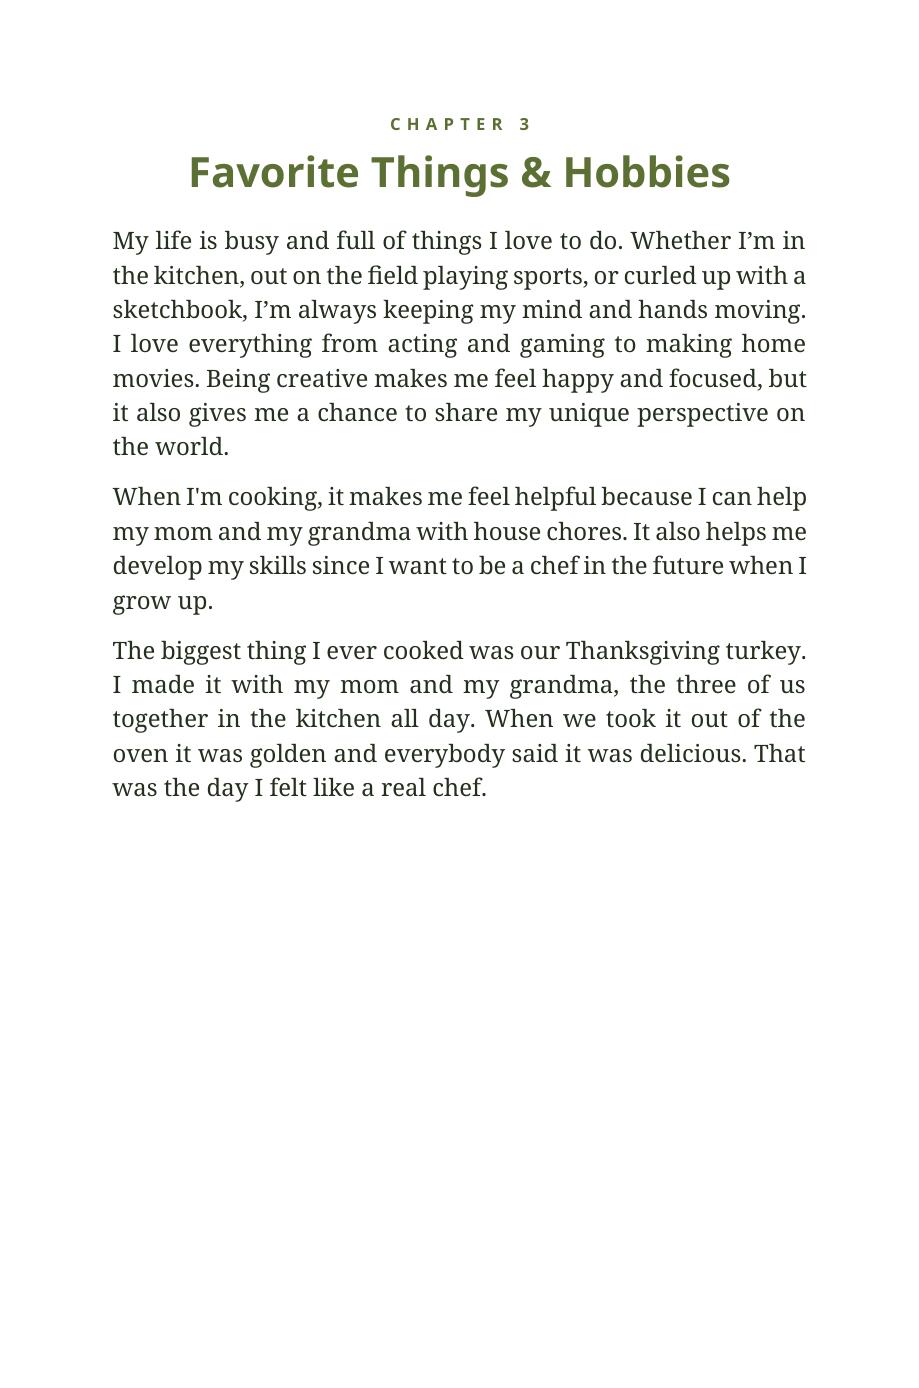 CHAPTER 3
Favorite Things & Hobbies
My life is busy and full of things I love to do. Whether I’m in
the kitchen, out on the field playing sports, or curled up with a
sketchbook, I’m always keeping my mind and hands moving.
I love everything from acting and gaming to making home
movies. Being creative makes me feel happy and focused, but
it also gives me a chance to share my unique perspective on
the world.
When I'm cooking, it makes me feel helpful because I can help
my mom and my grandma with house chores. It also helps me
develop my skills since I want to be a chef in the future when I
grow up.
The biggest thing I ever cooked was our Thanksgiving turkey.
I made it with my mom and my grandma, the three of us
together in the kitchen all day. When we took it out of the
oven it was golden and everybody said it was delicious. That
was the day I felt like a real chef.